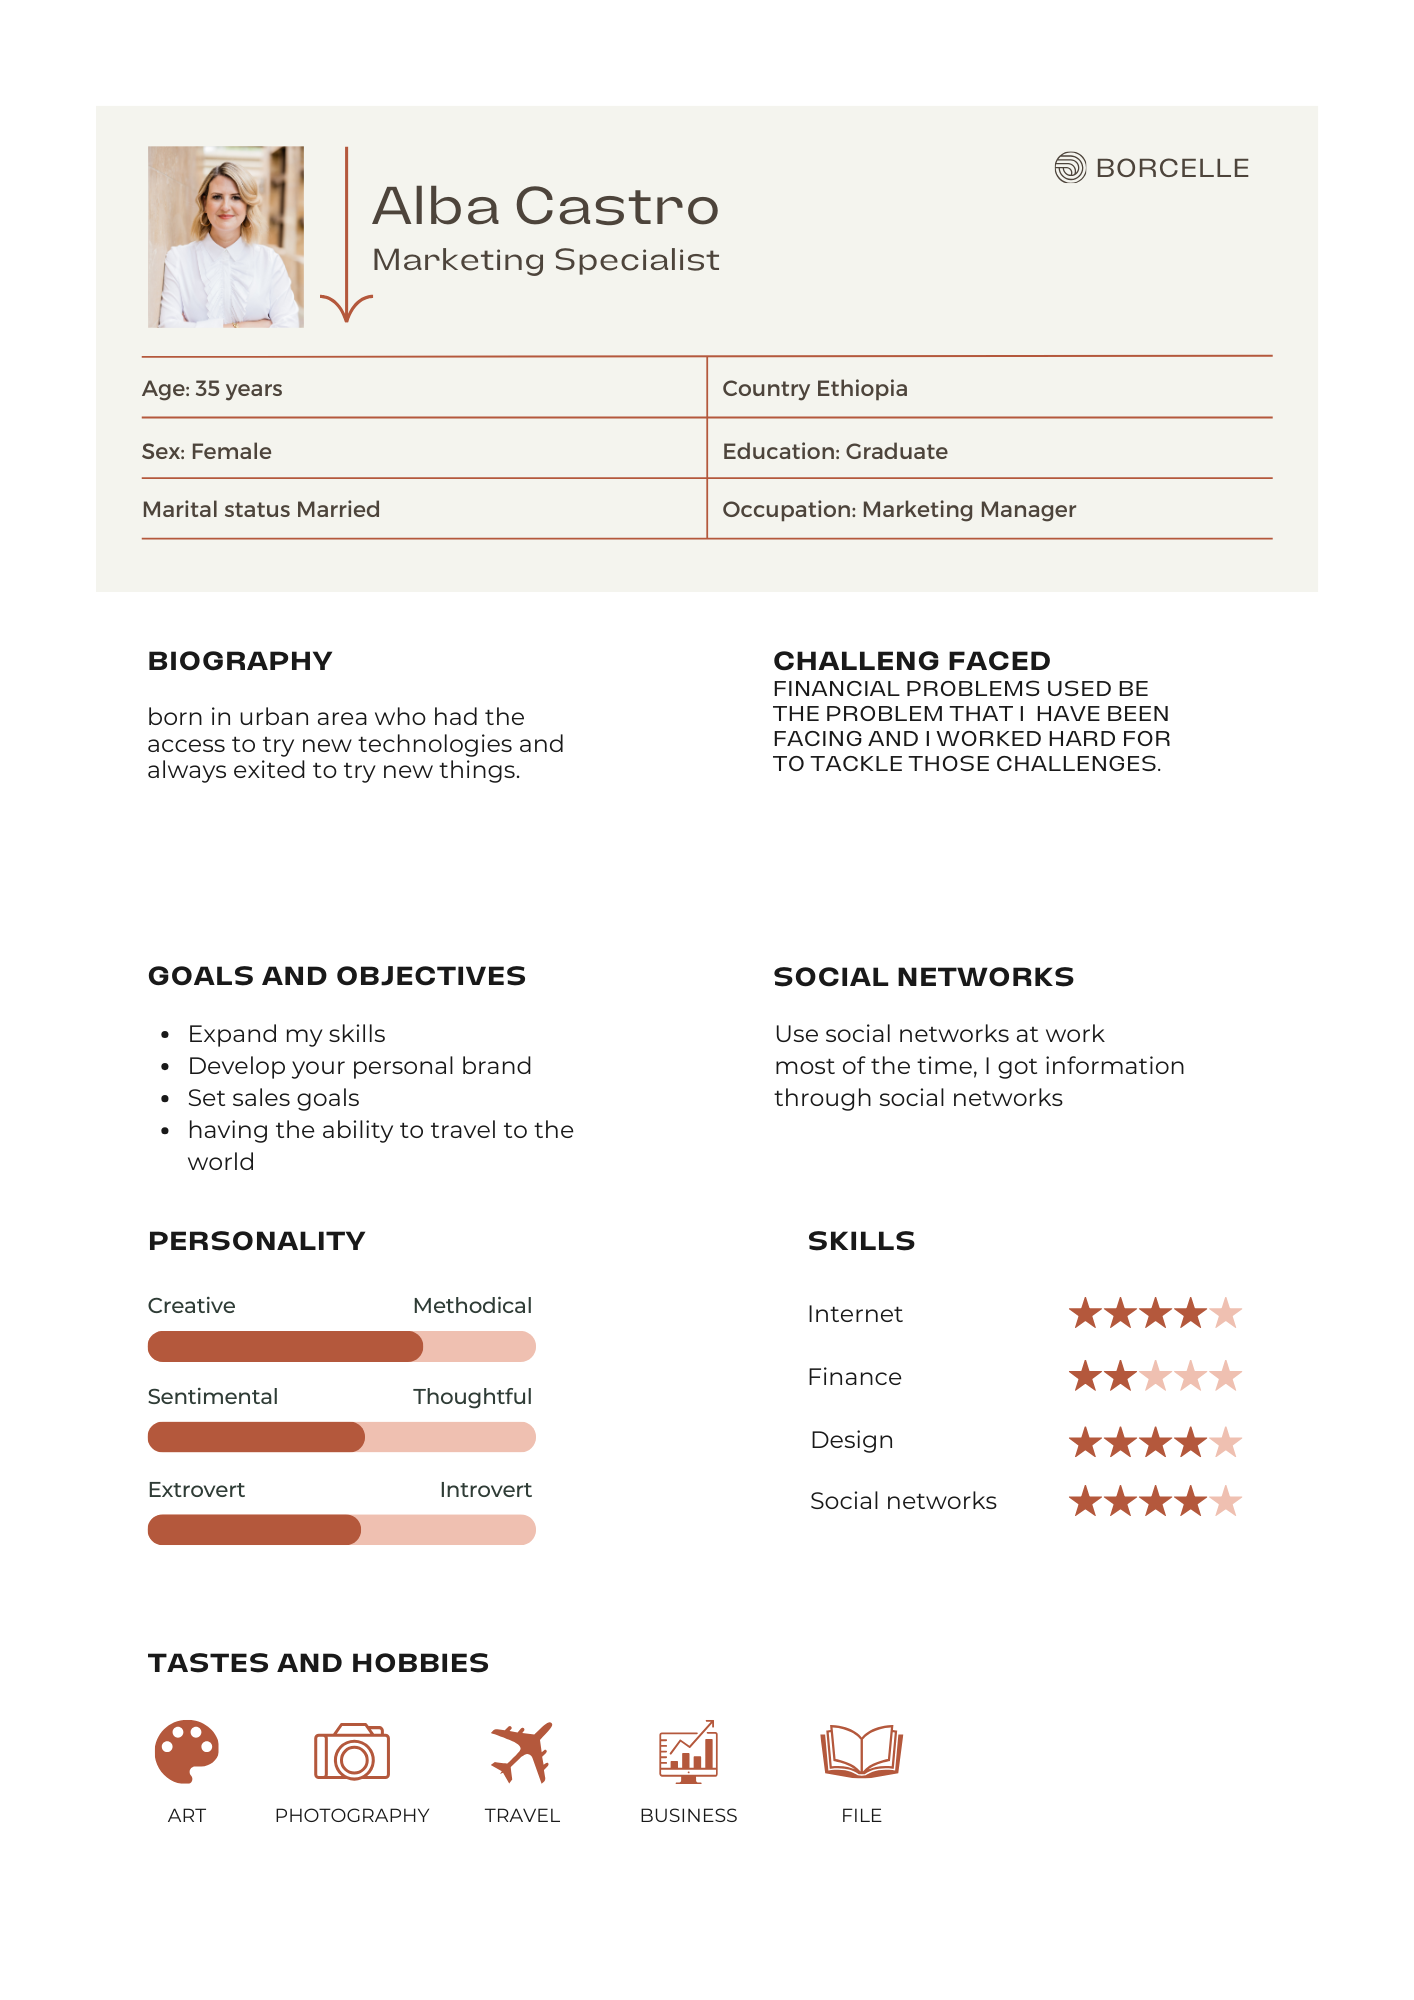 BORCELLE
Alba Castro
Marketing Specialist
Age: 35 years
Country Ethiopia
Sex: Female
Education: Graduate
Marital status Married
Occupation: Marketing Manager
BIOGRAPHY
born in urban area who had the
access to try new technologies and
always exited to try new things.
CHALLENG FACED
FINANCIAL PROBLEMS USED BE
THE PROBLEM THAT I  HAVE BEEN
FACING AND I WORKED HARD FOR
TO TACKLE THOSE CHALLENGES.
GOALS AND OBJECTIVES
• Expand my skills
• Develop your personal brand
• Set sales goals
• having the ability to travel to the
world
SOCIAL NETWORKS
Use social networks at work
most of the time, I got information
through social networks
PERSONALITY
Creative Methodical
Sentimental Thoughtful
Extrovert Introvert
SKILLS
Internet
Finance
Design
Social networks
TASTES AND HOBBIES
ART
PHOTOGRAPHY
TRAVEL
BUSINESS
FILE